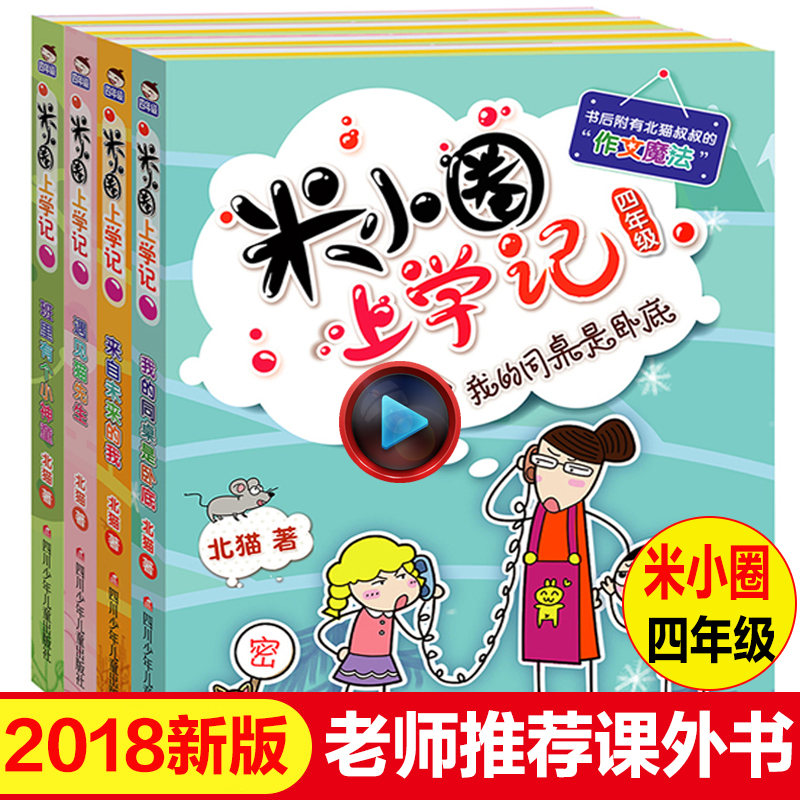 四年级
米小圈
上学记
班里有个小神童
北猫 著
四川少年儿童出版社
四年级
米小圈
上学记
遇见猫先生
北猫 著
四川少年儿童出版社
四年级
米小圈
上学记
来自未来的我
北猫 著
四川少年儿童出版社
四年级
米小圈
上学记
我的同桌是卧底
北猫 著
四川少年儿童
书后附有北猫叔叔的
“作文魔法”
米小圈
上学记
四年级
我的同桌是卧底
北猫 著
密
米小圈
四年级
2018新版
老师推荐课外书